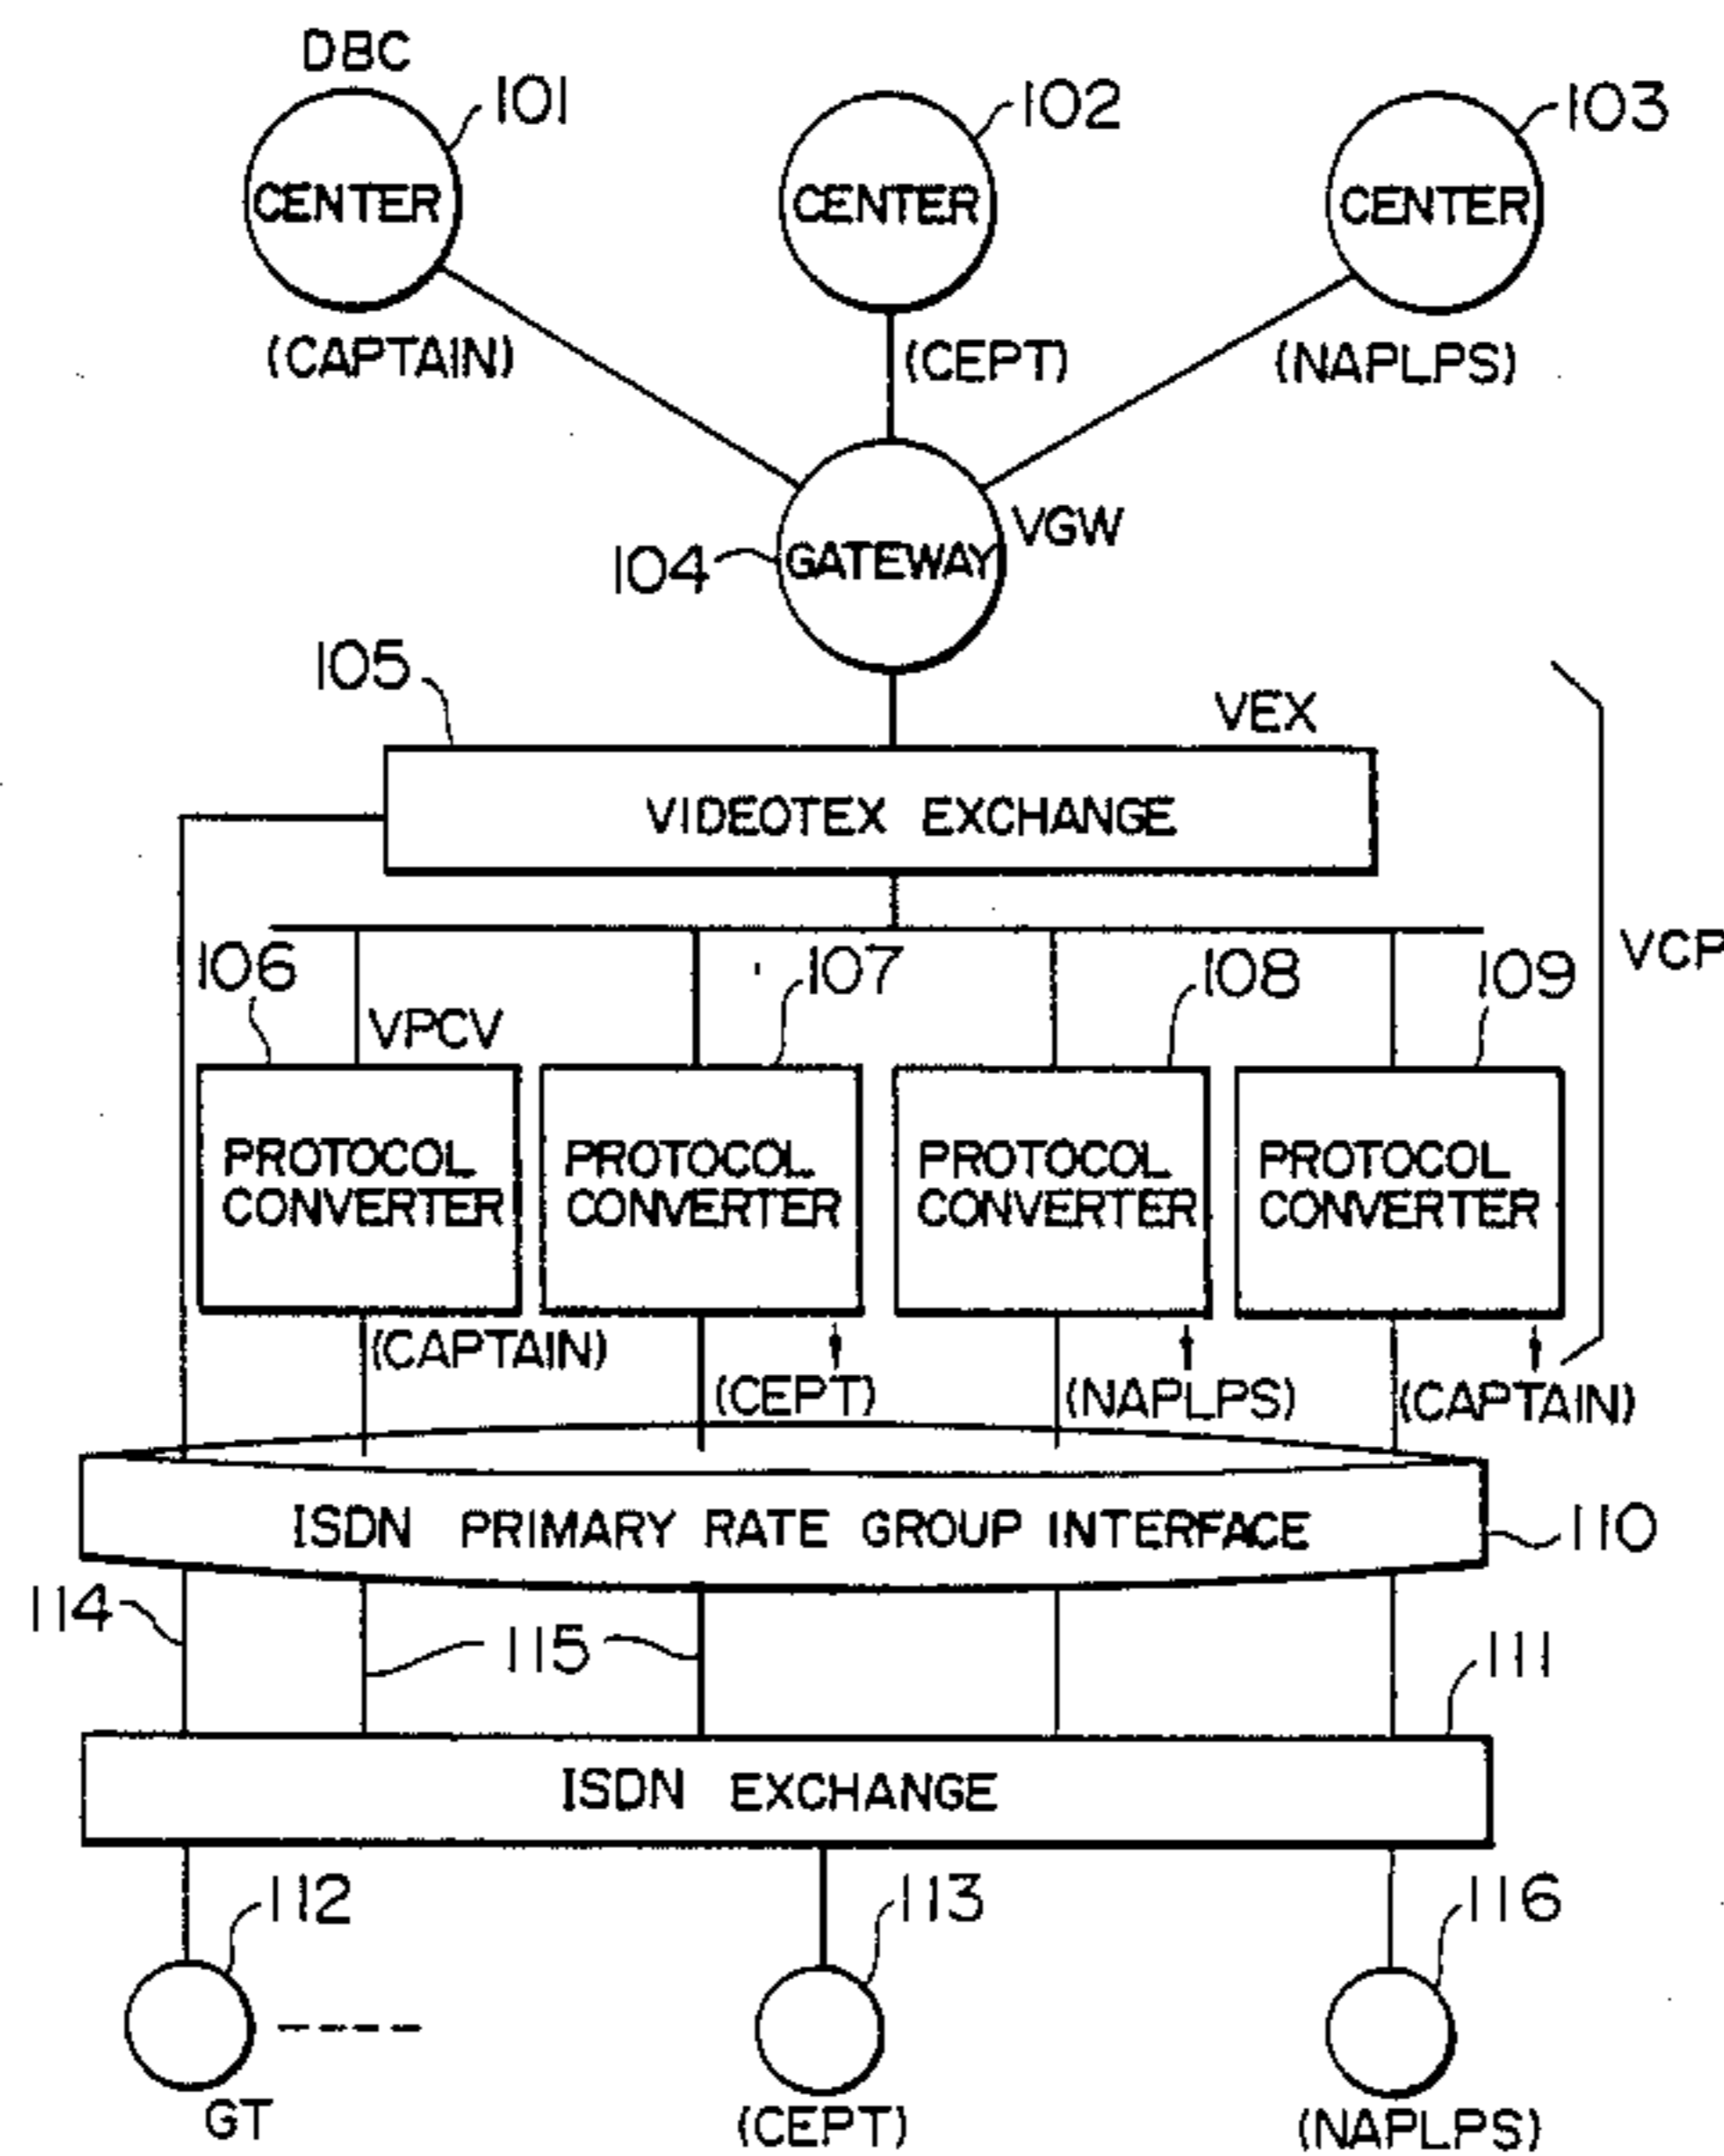 DBC
101
102
103
CENTER
CENTER
CENTER
(CAPTAIN)
(CEPT)
(NAPLPS)
VGW
104
GATEWAY
105
VEX
VIDEOTEX EXCHANGE
VCP
106
107
108
109
VPCV
PROTOCOL
CONVERTER
PROTOCOL
CONVERTER
PROTOCOL
CONVERTER
PROTOCOL
CONVERTER
(CAPTAIN)
(CEPT)
(NAPLPS)
(CAPTAIN)
ISDN PRIMARY RATE GROUP INTERFACE
110
114
115
111
ISDN EXCHANGE
112
113
116
GT
(CEPT)
(NAPLPS)